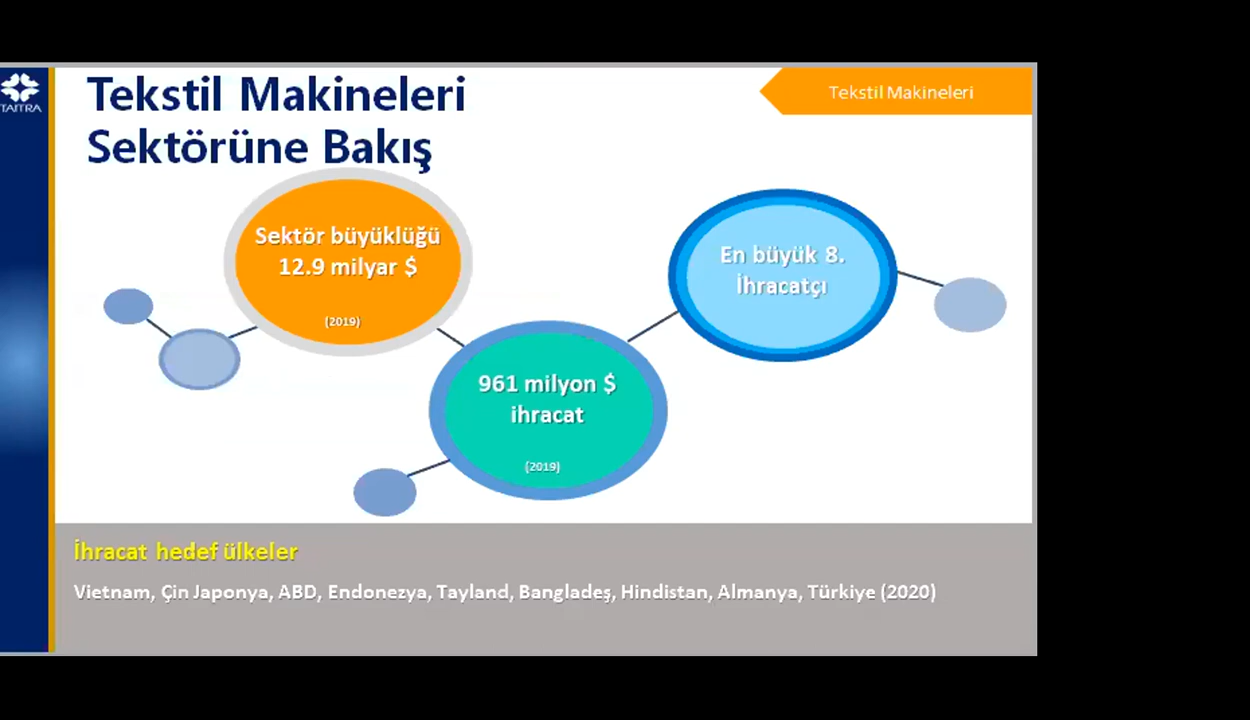 TAITRA
Tekstil Makineleri
Sektörüne Bakış
Tekstil Makineleri
Sektör büyüklüğü
12.9 milyar $
(2019)
En büyük 8.
İhracatçı
961 milyon $
ihracat
(2019)
İhracat hedef ülkeler
Vietnam, Çin Japonya, ABD, Endonezya, Tayland, Bangladeş, Hindistan, Almanya, Türkiye (2020)